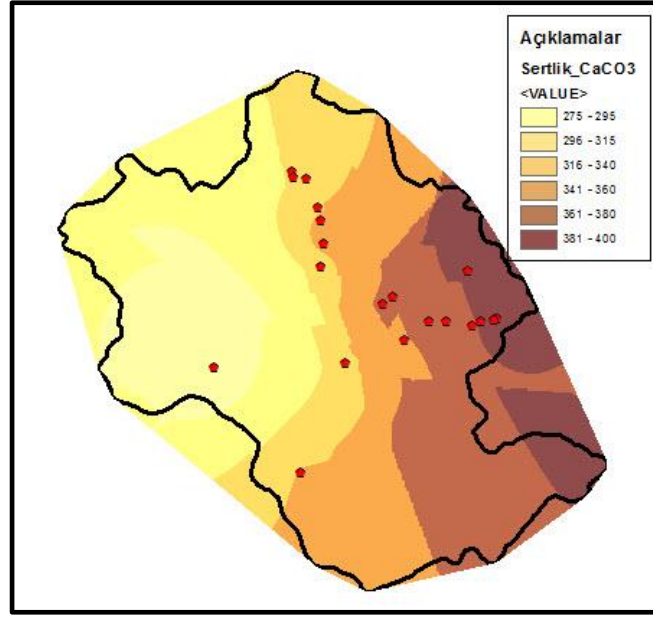 Açıklamalar
Sertlik_CaCO3
<VALUE>
275 - 295
296 - 315
316 - 340
341 - 360
361 - 380
381 - 400